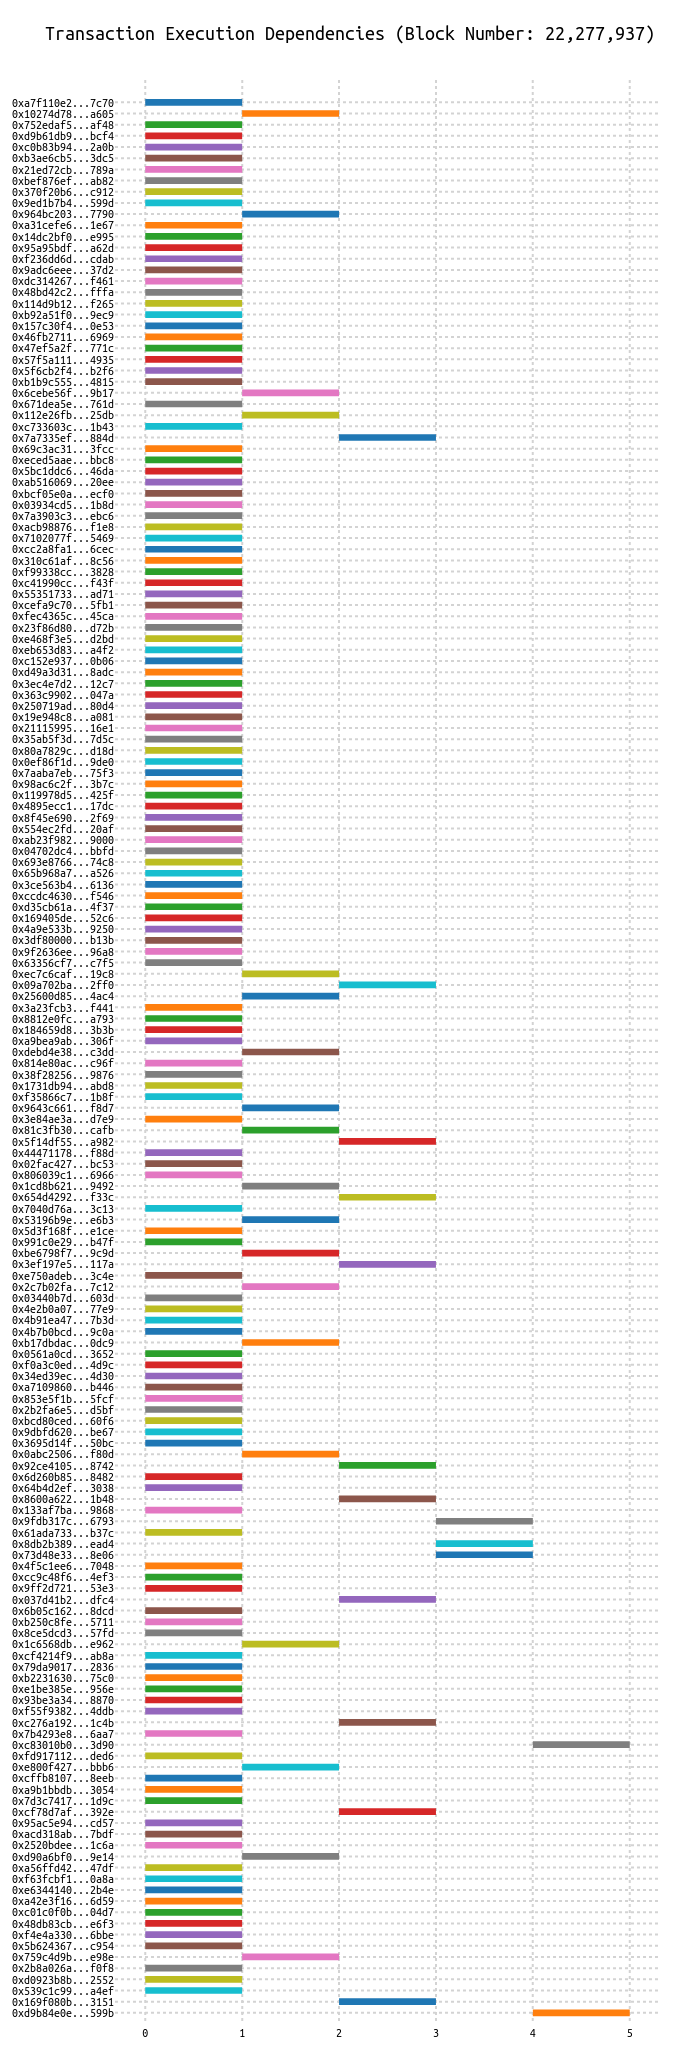 Transaction Execution Dependencies (Block Number: 22,277,937)
0xa7f110e2...7c70
0x10274d78...a605
0x752edaf5...af48
0xd9b61db9...bcf4
0xc0b83b94...2a0b
0xb3ae6cb5...3dc5
0x21ed72cb...789a
0xbef876ef...ab82
0x370f20b6...c912
0x9ed1b7b4...599d
0x964bc203...7790
0xa31cefe6...1e67
0x14dc2bf0...e995
0x95a95bdf...a62d
0xf236dd6d...cdab
0x9adc6eee...37d2
0xdc314267...f461
0x48bd42c2...fffa
0x114d9b12...f265
0xb92a51f0...9ec9
0x157c30f4...0e53
0x46fb2711...6969
0x47ef5a2f...771c
0x57f5a111...4935
0x5f6cb2f4...b2f6
0xb1b9c555...4815
0x6cebe56f...9b17
0x671dea5e...761d
0x112e26fb...25db
0xc733603c...1b43
0x7a7335ef...884d
0x69c3ac31...3fcc
0xeced5aae...bbc8
0x5bc1ddc6...46da
0xab516069...20ee
0xbcf05e0a...ecf0
0x03934cd5...1b8d
0x7a3903c3...ebc6
0xacb98876...f1e8
0x7102077f...5469
0xcc2a8fa1...6cec
0x310c61af...8c56
0xf99338cc...3828
0xc41990cc...f43f
0x55351733...ad71
0xcefa9c70...5fb1
0xfec4365c...45ca
0x23f86d80...d72b
0xe468f3e5...d2bd
0xeb653d83...a4f2
0xc152e937...0b06
0xd49a3d31...8adc
0x3ec4e7d2...12c7
0x363c9902...047a
0x250719ad...80d4
0x19e948c8...a081
0x21115995...16e1
0x35ab5f3d...7d5c
0x80a7829c...d18d
0x0ef86f1d...9de0
0x7aaba7eb...75f3
0x98ac6c2f...3b7c
0x119978d5...425f
0x4895ecc1...17dc
0x8f45e690...2f69
0x554ec2fd...20af
0xab23f982...9000
0x04702dc4...bbfd
0x693e8766...74c8
0x65b968a7...a526
0x3ce563b4...6136
0xccdc4630...f546
0xd35cb61a...4f37
0x169405de...52c6
0x4a9e533b...9250
0x3df80000...b13b
0x9f2636ee...96a8
0x63356cf7...c7f5
0xec7c6caf...19c8
0x09a702ba...2ff0
0x25600d85...4ac4
0x3a23fcb3...f441
0x8812e0fc...a793
0x184659d8...3b3b
0xa9bea9ab...306f
0xdebd4e38...c3dd
0x814e80ac...c96f
0x38f28256...9876
0x1731db94...abd8
0xf35866c7...1b8f
0x9643c661...f8d7
0x3e84ae3a...d7e9
0x81c3fb30...cafb
0x5f14df55...a982
0x44471178...f88d
0x02fac427...bc53
0x806039c1...6966
0x1cd8b621...9492
0x654d4292...f33c
0x7040d76a...3c13
0x53196b9e...e6b3
0x5d3f168f...e1ce
0x991c0e29...b47f
0xbe6798f7...9c9d
0x3ef197e5...117a
0xe750adeb...3c4e
0x2c7b02fa...7c12
0x03440b7d...603d
0x4e2b0a07...77e9
0x4b91ea47...7b3d
0x4b7b0bcd...9c0a
0xb17dbdac...0dc9
0x0561a0cd...3652
0xf0a3c0ed...4d9c
0x34ed39ec...4d30
0xa7109860...b446
0x853e5f1b...5fcf
0x2b2fa6e5...d5bf
0xbcd80ced...60f6
0x9dbfd620...be67
0x3695d14f...50bc
0x0abc2506...f80d
0x92ce4105...8742
0x6d260b85...8482
0x64b4d2ef...3038
0x8600a622...1b48
0x133af7ba...9868
0x9fdb317c...6793
0x61ada733...b37c
0x8db2b389...ead4
0x73d48e33...8e06
0x4f5c1ee6...7048
0xcc9c48f6...4ef3
0x9ff2d721...53e3
0x037d41b2...dfc4
0x6b05c162...8dcd
0xb250c8fe...5711
0x8ce5dcd3...57fd
0x1c6568db...e962
0xcf4214f9...ab8a
0x79da9017...2836
0xb2231630...75c0
0xe1be385e...956e
0x93be3a34...8870
0xf55f9382...4ddb
0xc276a192...1c4b
0x7b4293e8...6aa7
0xc83010b0...3d90
0xfd917112...ded6
0xe800f427...bbb6
0xcffb8107...8eeb
0xa9b1bbdb...3054
0x7d3c7417...1d9c
0xcf78d7af...392e
0x95ac5e94...cd57
0xacd318ab...7bdf
0x2520bdee...1c6a
0xd90a6bf0...9e14
0xa56ffd42...47df
0xf63fcbf1...0a8a
0xe6344140...2b4e
0xa42e3f16...6d59
0xc01c0f0b...04d7
0x48db83cb...e6f3
0xf4e4a330...6bbe
0x5b624367...c954
0x759c4d9b...e98e
0x2b8a026a...f0f8
0xd0923b8b...2552
0x539c1c99...a4ef
0x169f080b...3151
0xd9b84e0e...599b
0 1 2 3 4 5